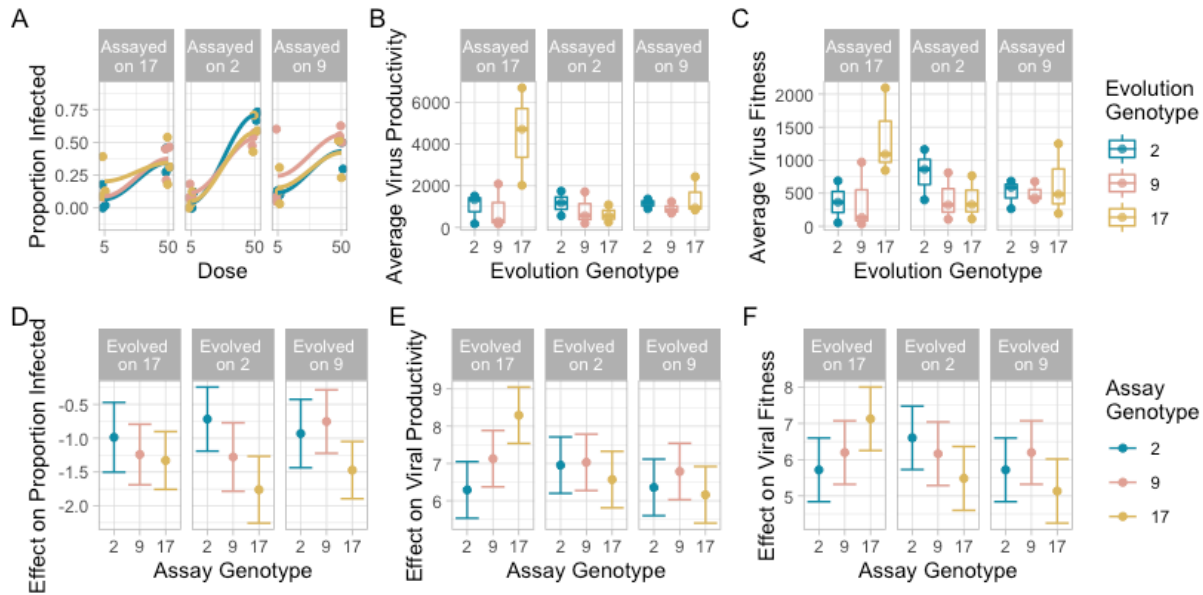 A
Assayed on 17
Assayed on 2
Assayed on 9
Proportion Infected
0.75
0.50
0.25
0.00
5 50 5 50 5 50
Dose
B
Assayed on 17
Assayed on 2
Assayed on 9
Average Virus Productivity
6000
4000
2000
0
2 9 17 2 9 17 2 9 17
Evolution Genotype
C
Assayed on 17
Assayed on 2
Assayed on 9
Average Virus Fitness
2000
1500
1000
500
0
2 9 17 2 9 17 2 9 17
Evolution Genotype
Evolution
Genotype
2
9
17
D
Evolved on 17
Evolved on 2
Evolved on 9
Effect on Proportion Infected
-0.5
-1.0
-1.5
-2.0
2 9 17 2 9 17 2 9 17
Assay Genotype
E
Evolved on 17
Evolved on 2
Evolved on 9
Effect on Viral Productivity
9
8
7
6
2 9 17 2 9 17 2 9 17
Assay Genotype
F
Evolved on 17
Evolved on 2
Evolved on 9
Effect on Viral Fitness
8
7
6
5
2 9 17 2 9 17 2 9 17
Assay Genotype
Assay
Genotype
2
9
17